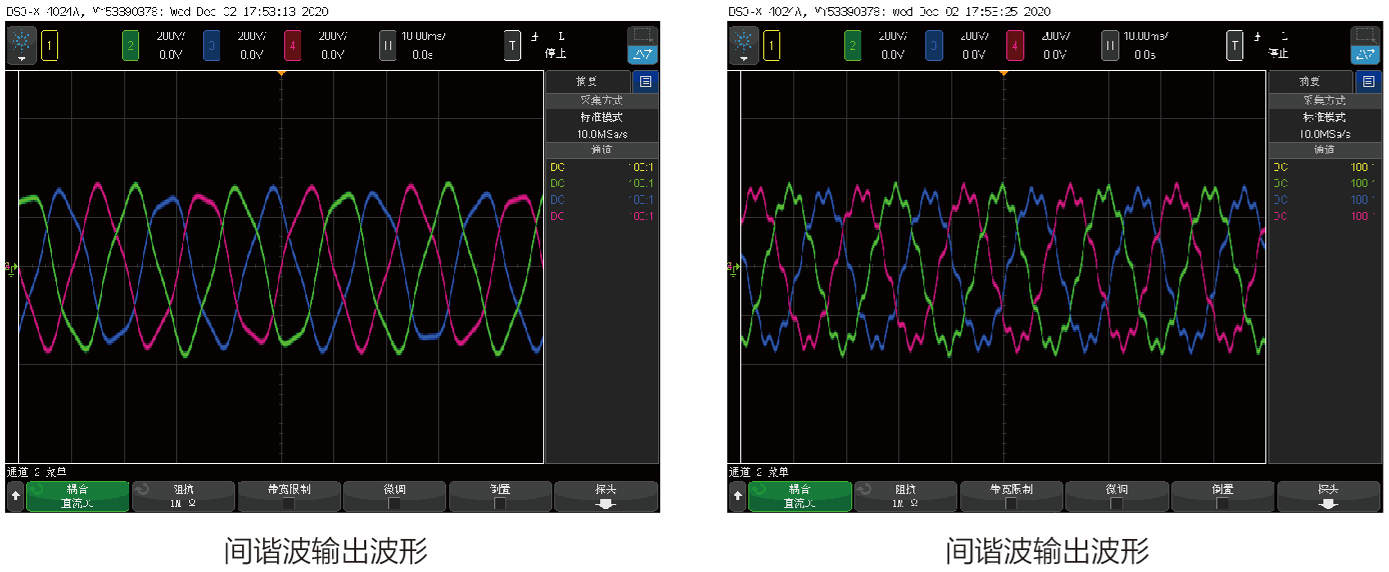 DSO-X 4024A, MY53390378: Wed Dec 02 17:53:13 2020
1 2 200V/ 0.0V 3 200V/ 0.0V 4 200V/ 0.0V H 10.00ms/ 0.0s T 停止
摘要
采集方式
标准模式
10.0MSa/s
通道
DC 100:1
DC 100:1
DC 100:1
DC 100:1
通道 2 菜单
耦合 阻抗 带宽限制 微调 倒置 探头
直流 1M Ω
间谐波输出波形
DSO-X 4024A, MY53390378: Wed Dec 02 17:53:25 2020
1 2 200V/ 0.0V 3 200V/ 0.0V 4 200V/ 0.0V H 10.00ms/ 0.0s T 停止
摘要
采集方式
标准模式
10.0MSa/s
通道
DC 100:1
DC 100:1
DC 100:1
DC 100:1
通道 2 菜单
耦合 阻抗 带宽限制 微调 倒置 探头
直流 1M Ω
间谐波输出波形